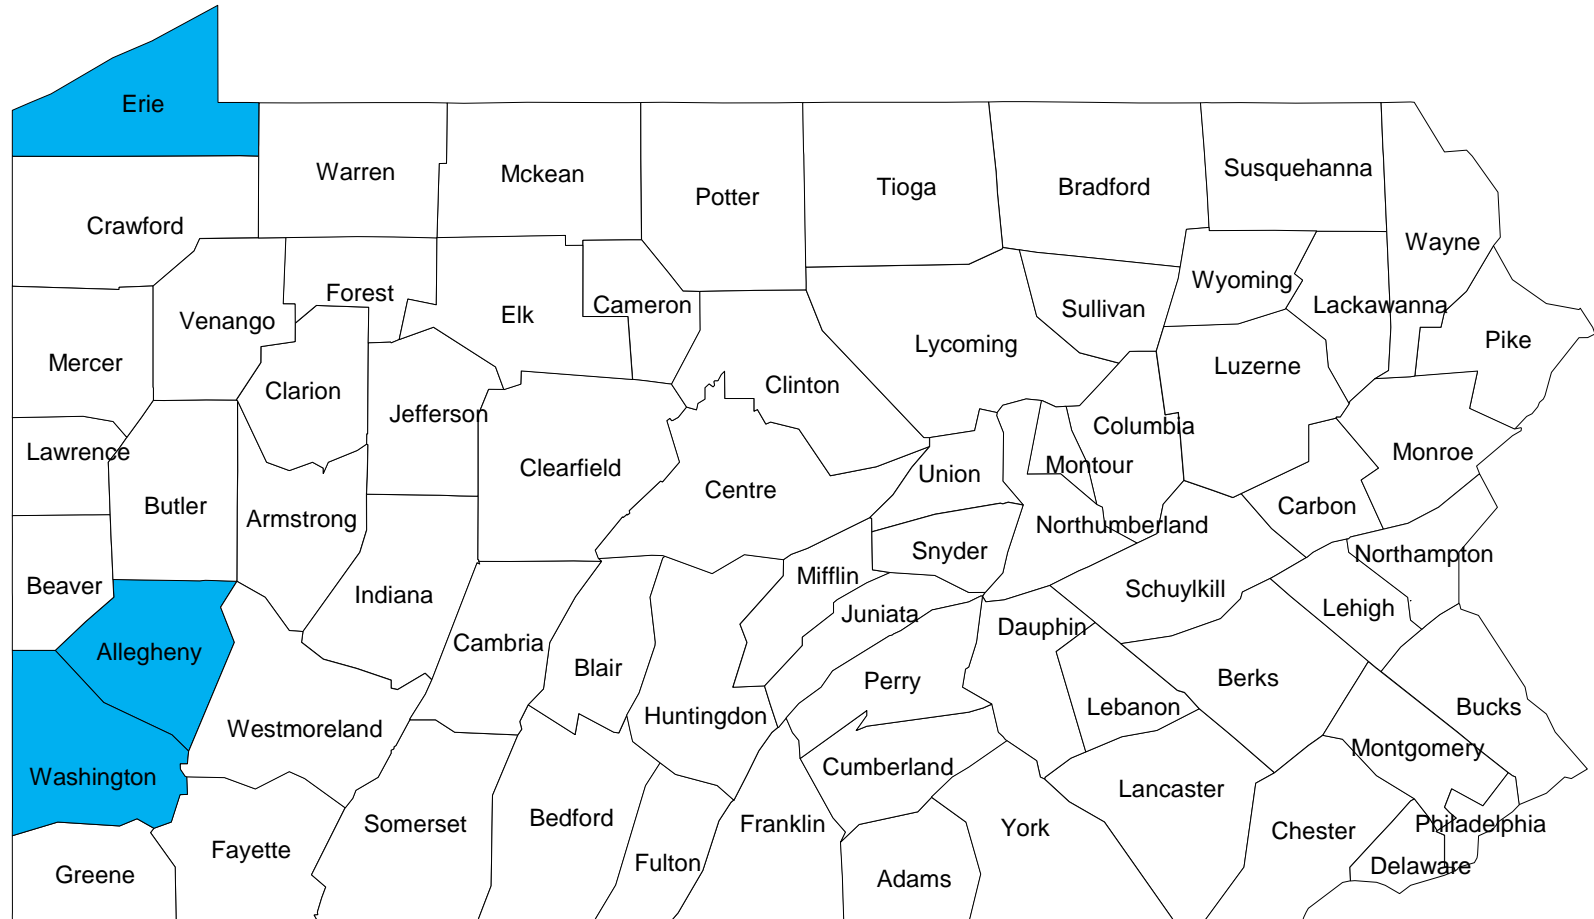 Erie
Warren
Mckean
Potter
Tioga
Bradford
Susquehanna
Crawford
Wayne
Venango
Forest
Elk
Cameron
Lycoming
Sullivan
Wyoming
Lackawanna
Pike
Mercer
Clarion
Jefferson
Clinton
Luzerne
Lawrence
Butler
Armstrong
Clearfield
Centre
Union
Montour
Columbia
Monroe
Carbon
Northumberland
Snyder
Northampton
Beaver
Indiana
Mifflin
Juniata
Schuylkill
Lehigh
Allegheny
Cambria
Blair
Dauphin
Perry
Berks
Lebanon
Bucks
Westmoreland
Huntingdon
Montgomery
Washington
Cumberland
Lancaster
Somerset
Bedford
Franklin
York
Chester
Philadelphia
Greene
Fayette
Fulton
Adams
Delaware